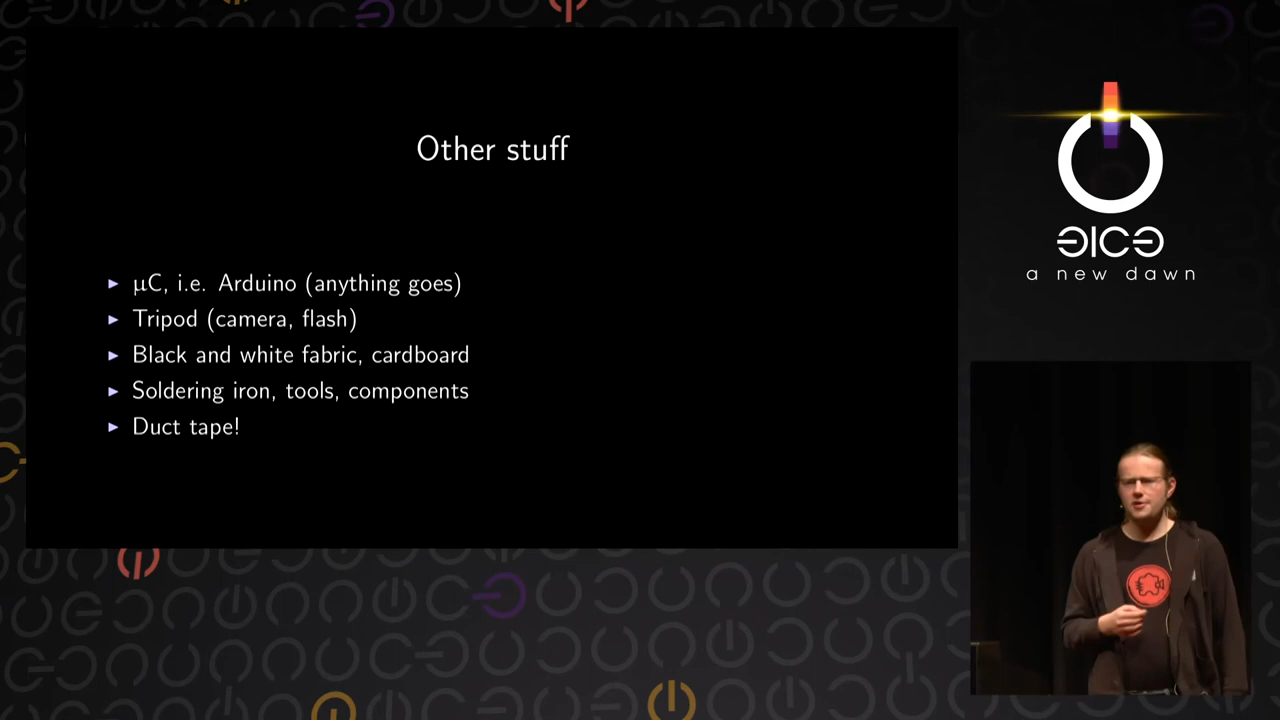 Other stuff
µC, i.e. Arduino (anything goes)
Tripod (camera, flash)
Black and white fabric, cardboard
Soldering iron, tools, components
Duct tape!
a new dawn